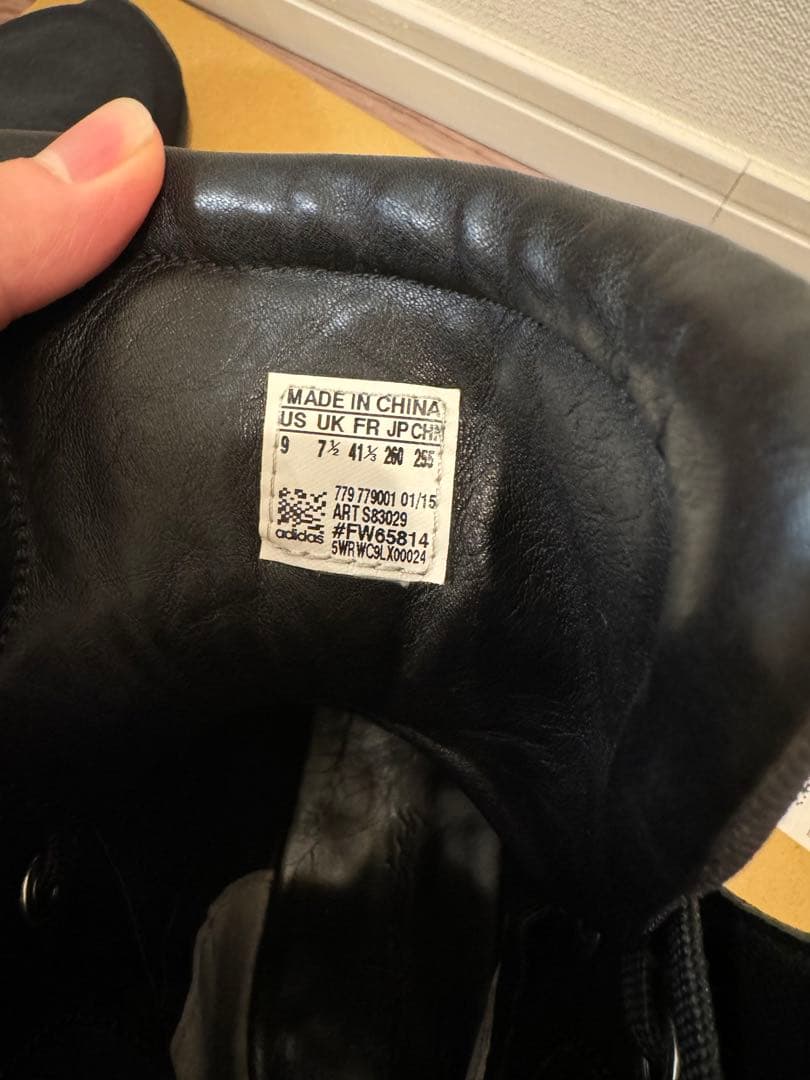 MADE IN CHINA
US UK FR JP CHN
9 7½ 41⅓ 260 255
779 779001 01/15
ART S83029
adidas #FW65814
5WRWC9LX00024